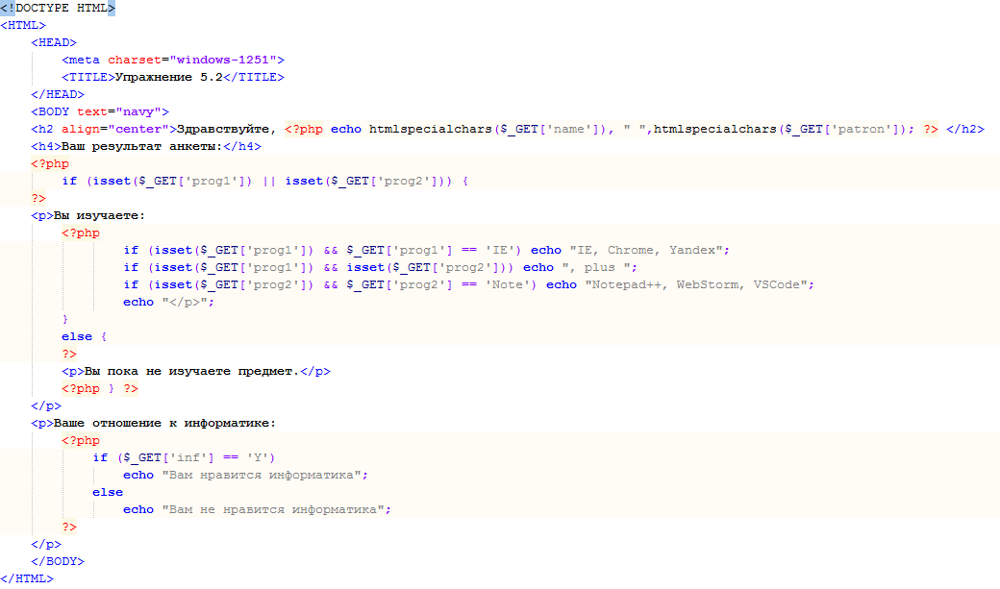 <!DOCTYPE HTML>
<HTML>
<HEAD>
<meta charset="windows-1251">
<TITLE>Упражнение 5.2</TITLE>
</HEAD>
<BODY text="navy">
<h2 align="center">Здравствуйте, <?php echo htmlspecialchars($_GET['name']), " ",htmlspecialchars($_GET['patron']); ?> </h2>
<h4>Ваш результат анкеты:</h4>
<?php
if (isset($_GET['prog1']) || isset($_GET['prog2'])) {
?>
<p>Вы изучаете:
<?php
if (isset($_GET['prog1']) && $_GET['prog1'] == 'IE') echo "IE, Chrome, Yandex";
if (isset($_GET['prog1']) && isset($_GET['prog2'])) echo ", plus ";
if (isset($_GET['prog2']) && $_GET['prog2'] == 'Note') echo "Notepad++, WebStorm, VSCode";
echo "</p>";
}
else {
?>
<p>Вы пока не изучаете предмет.</p>
<?php } ?>
</p>
<p>Ваше отношение к информатике:
<?php
if ($_GET['inf'] == 'Y')
echo "Вам нравится информатика";
else
echo "Вам не нравится информатика";
?>
</p>
</BODY>
</HTML>